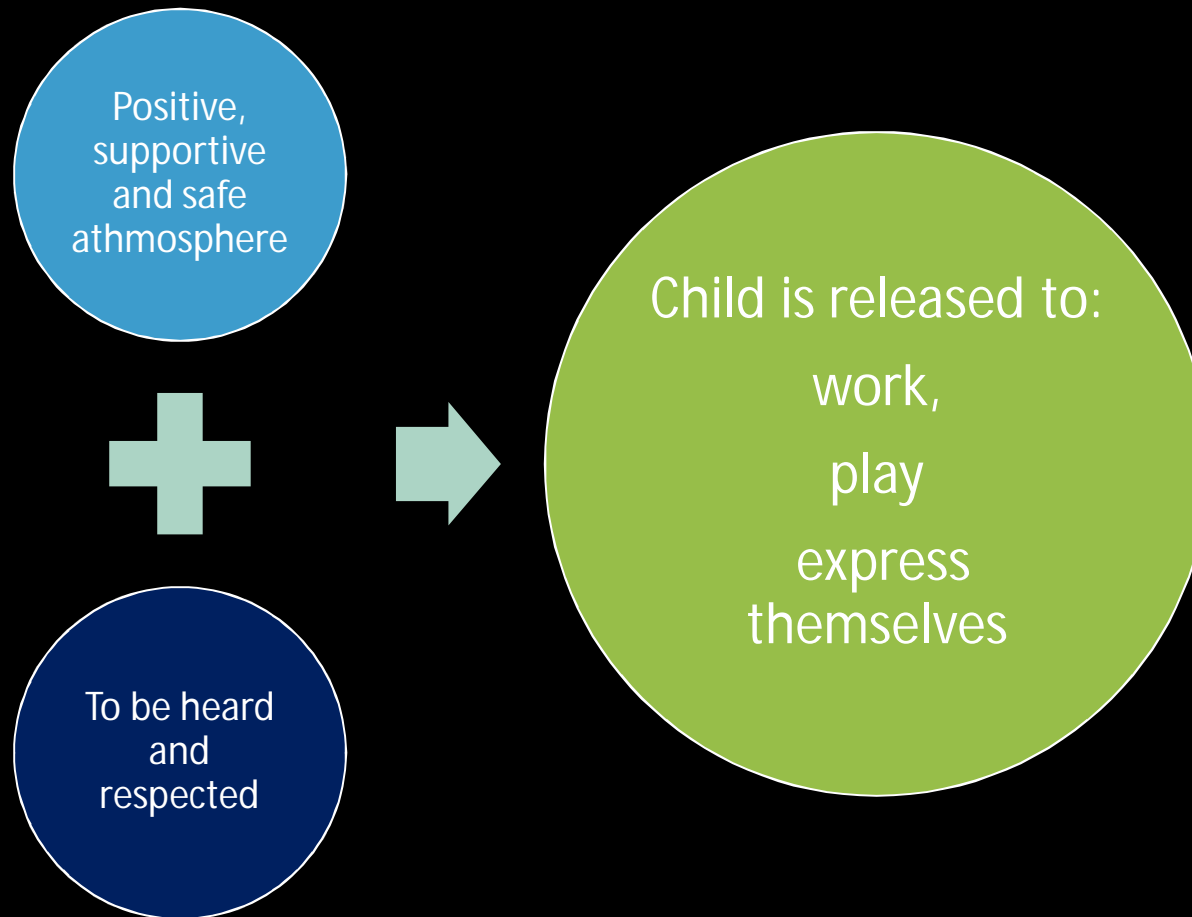 Positive,
supportive
and safe
athmosphere
To be heard
and
respected
Child is released to:
work,
play
express
themselves